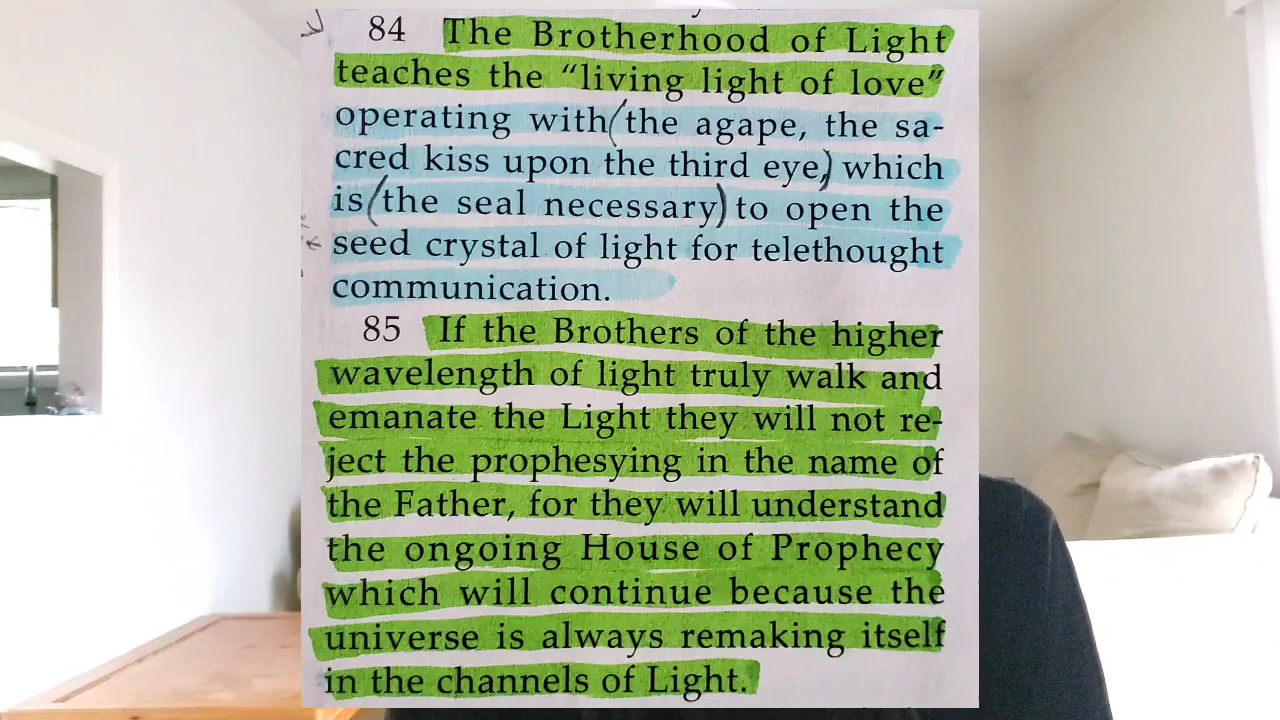 84 The Brotherhood of Light
teaches the “living light of love”
operating with (the agape, the sa-
cred kiss upon the third eye,) which
is (the seal necessary) to open the
seed crystal of light for telethought
communication.
85 If the Brothers of the higher
wavelength of light truly walk and
emanate the Light they will not re-
ject the prophesying in the name of
the Father, for they will understand
the ongoing House of Prophecy
which will continue because the
universe is always remaking itself
in the channels of Light.